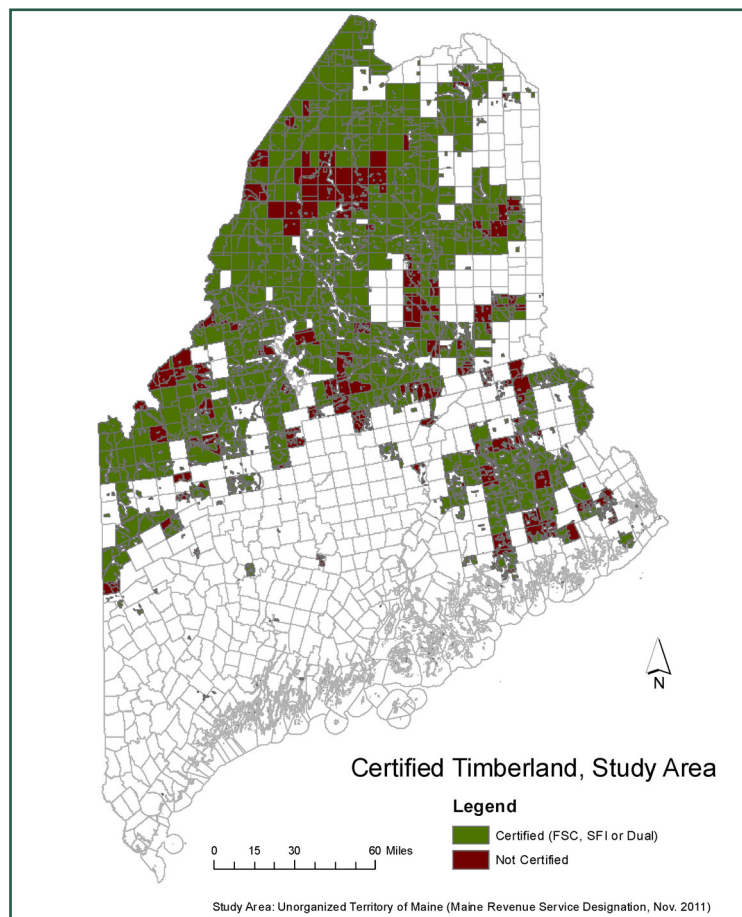 N
Certified Timberland, Study Area
Legend
Certified (FSC, SFI or Dual)
Not Certified
0 15 30 60 Miles
Study Area: Unorganized Territory of Maine (Maine Revenue Service Designation, Nov. 2011)